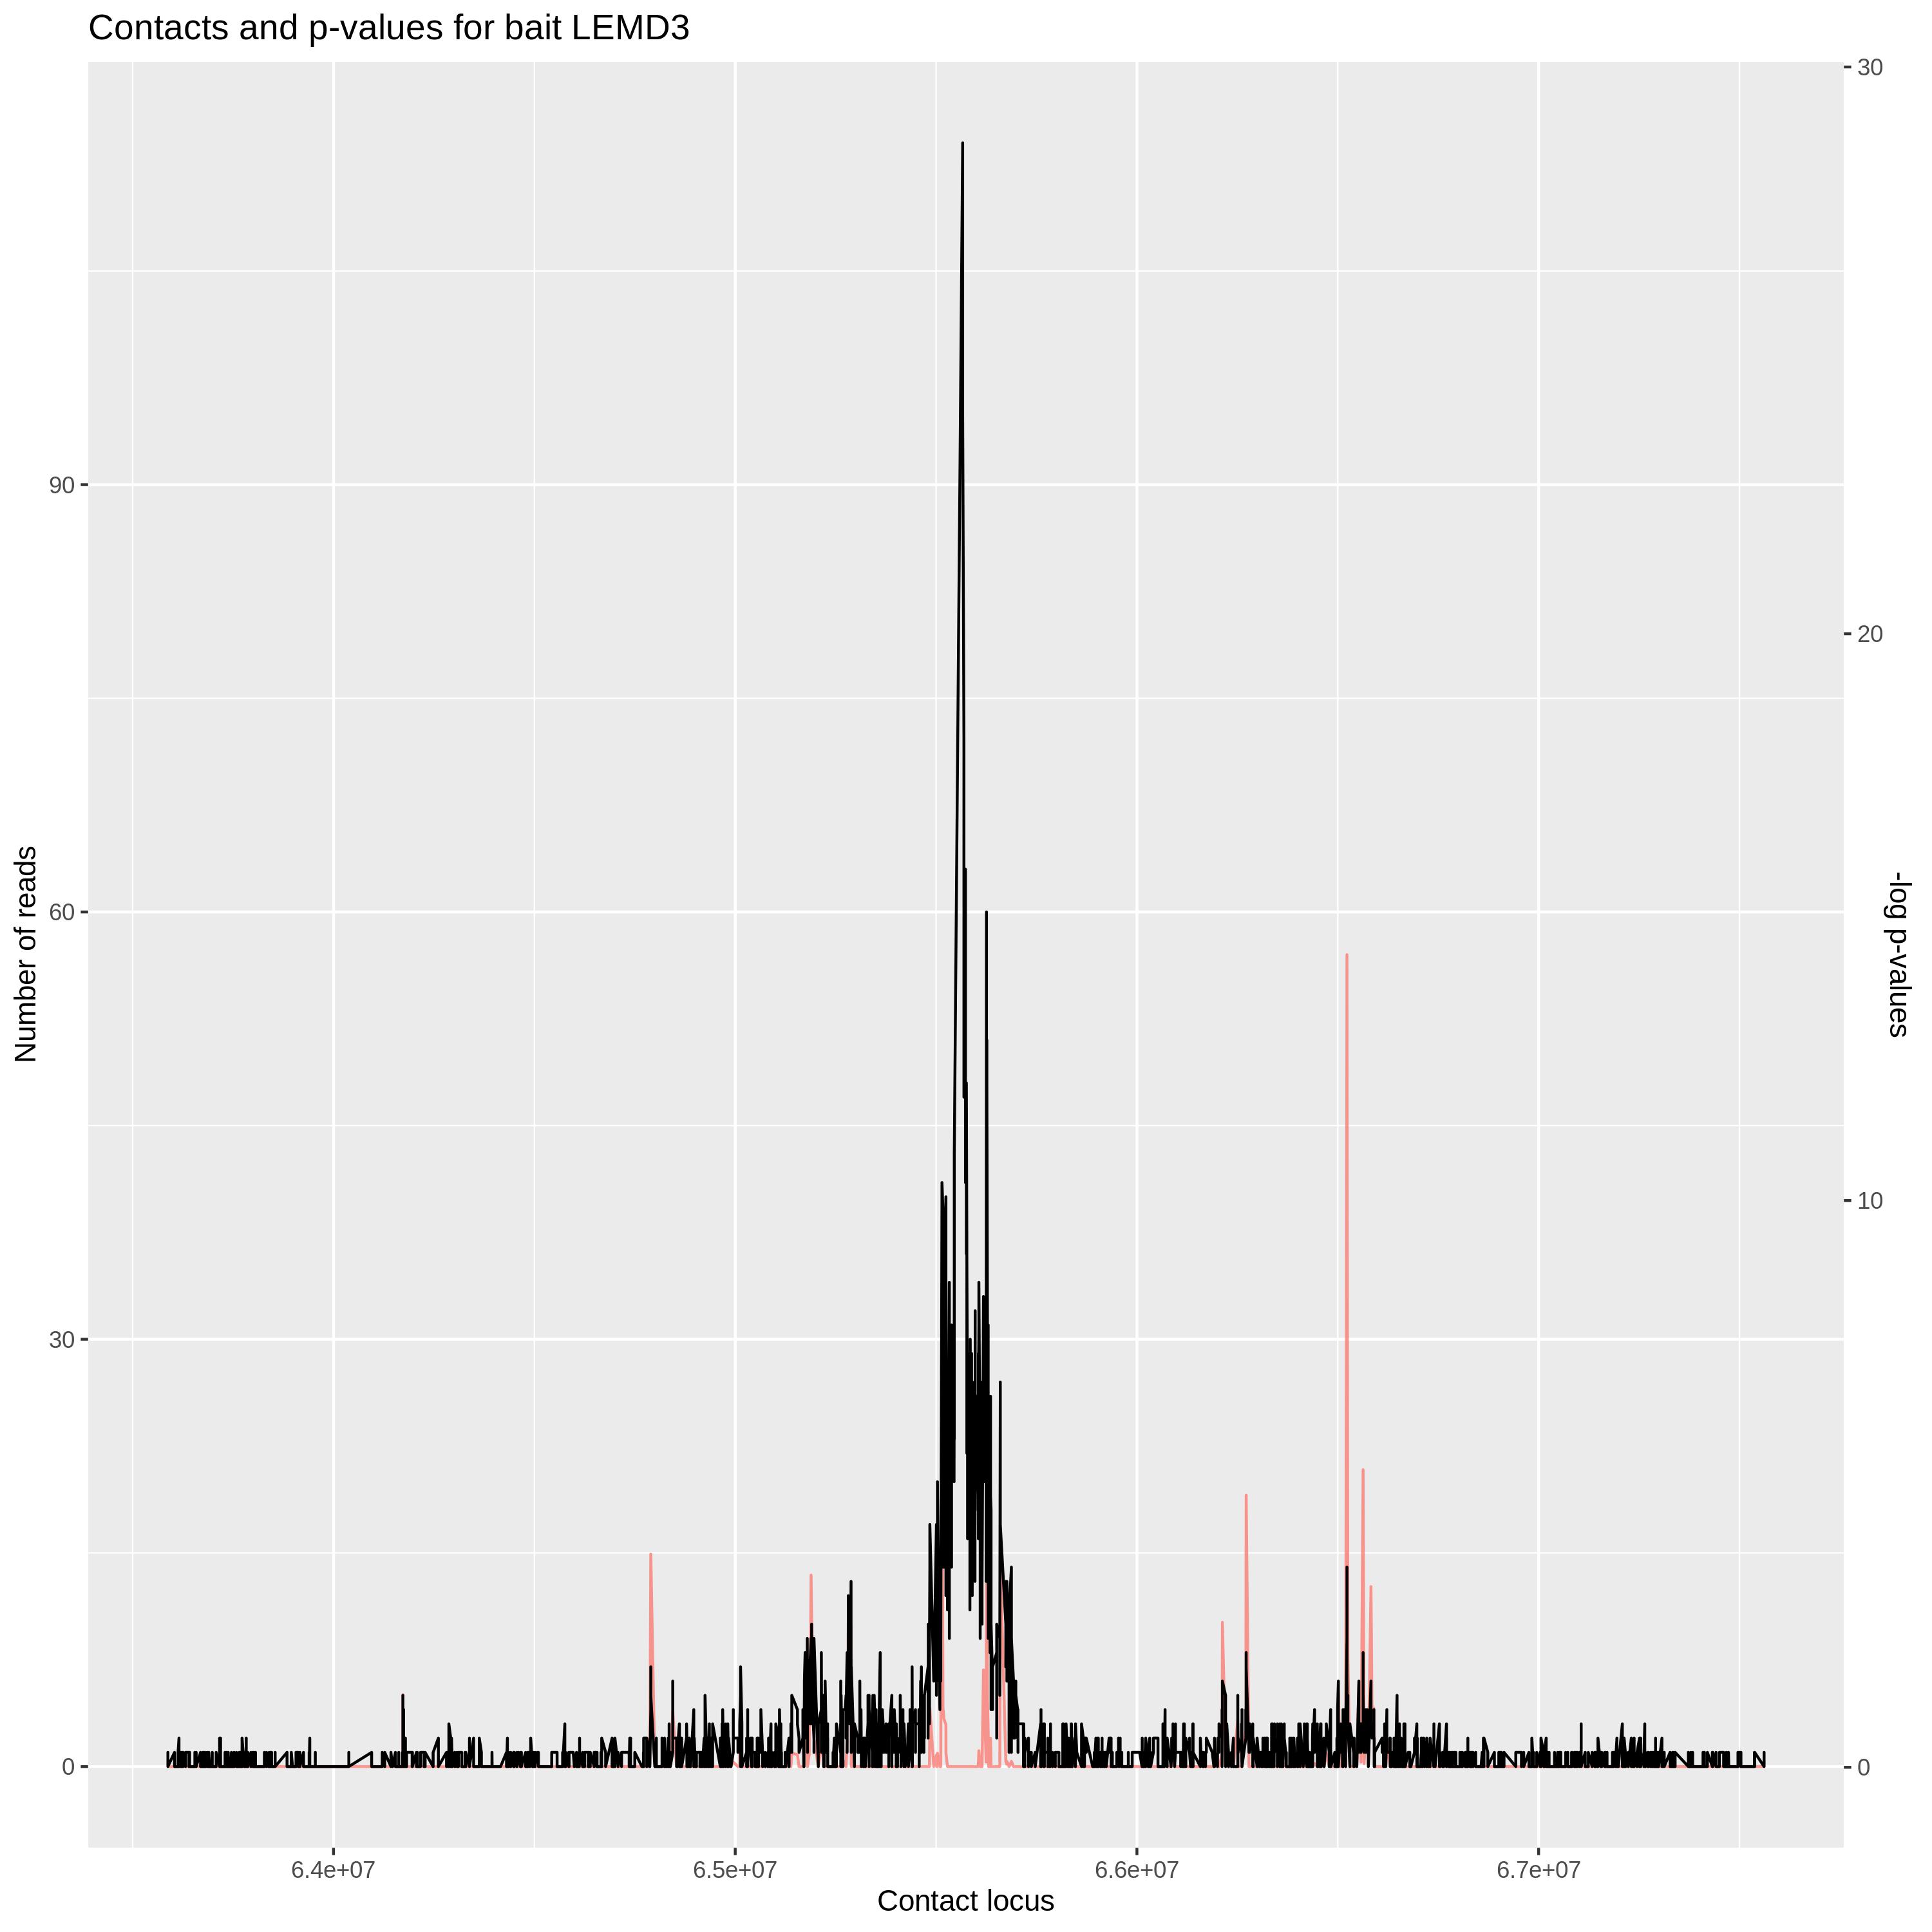 Contacts and p-values for bait LEMD3
30
90
20
60
10
30
0
0
Number of reads
-log p-values
6.4e+07
6.5e+07
6.6e+07
6.7e+07
Contact locus